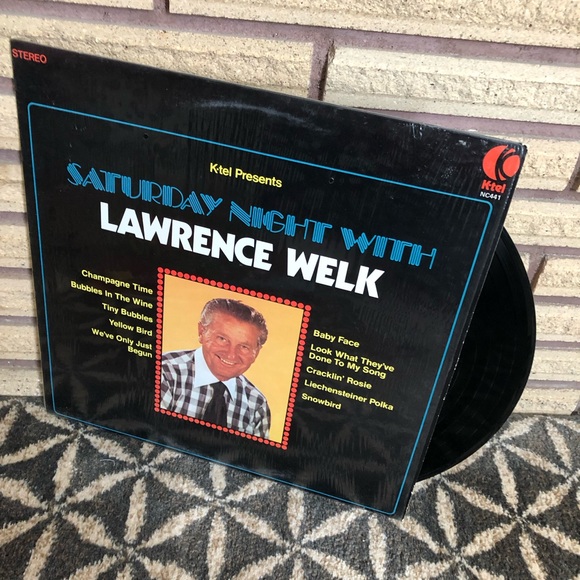 STEREO
K-tel Presents
K-tel
NC441
SATURDAY NIGHT WITH
LAWRENCE WELK
Champagne Time
Bubbles In The Wine
Tiny Bubbles
Yellow Bird
We've Only Just
Begun
Baby Face
Look What They've
Done To My Song
Cracklin' Rosie
Liechensteiner Polka
Snowbird